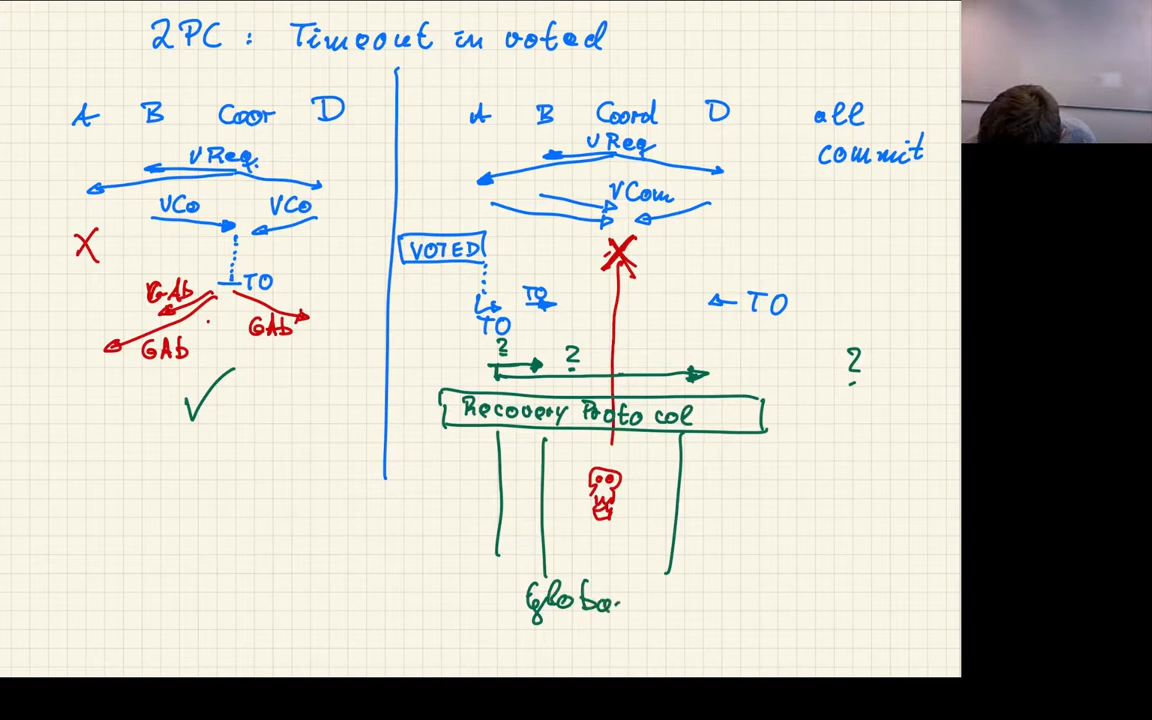 2PC : Timeout in voted
A B Coor D
VReq.
VCo VCo
X
TO
GAb
GAb
GAb
A B Coord D all
commit
VReq
VCom
VOTED
TO
TO
TO
? ? ?
Recovery Protocol
Globa